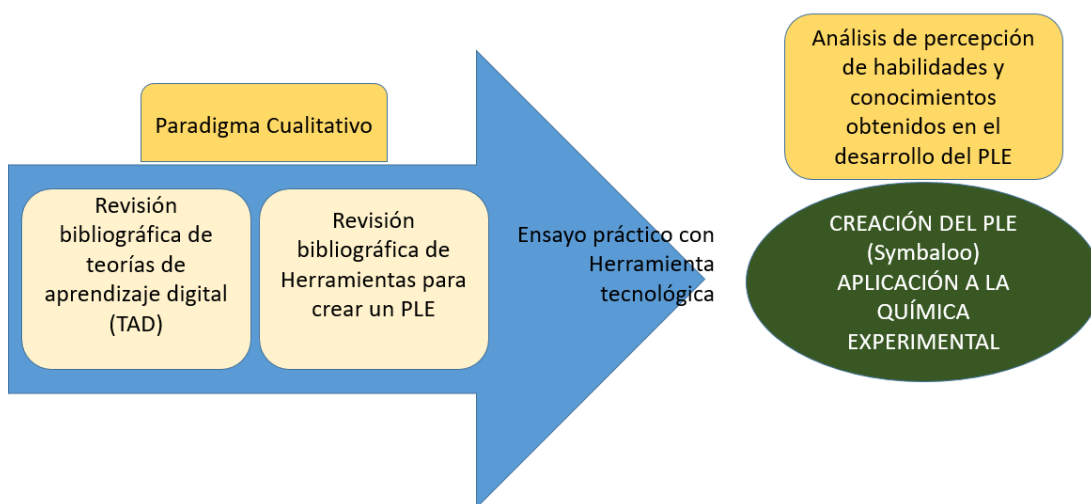 Paradigma Cualitativo
Revisión
bibliográfica de
teorías de
aprendizaje digital
(TAD)
Revisión
bibliográfica de
Herramientas para
crear un PLE
Ensayo práctico con
Herramienta
tecnológica
Análisis de percepción
de habilidades y
conocimientos
obtenidos en el
desarrollo del PLE
CREACIÓN DEL PLE
(Symbaloo)
APLICACIÓN A LA
QUÍMICA
EXPERIMENTAL